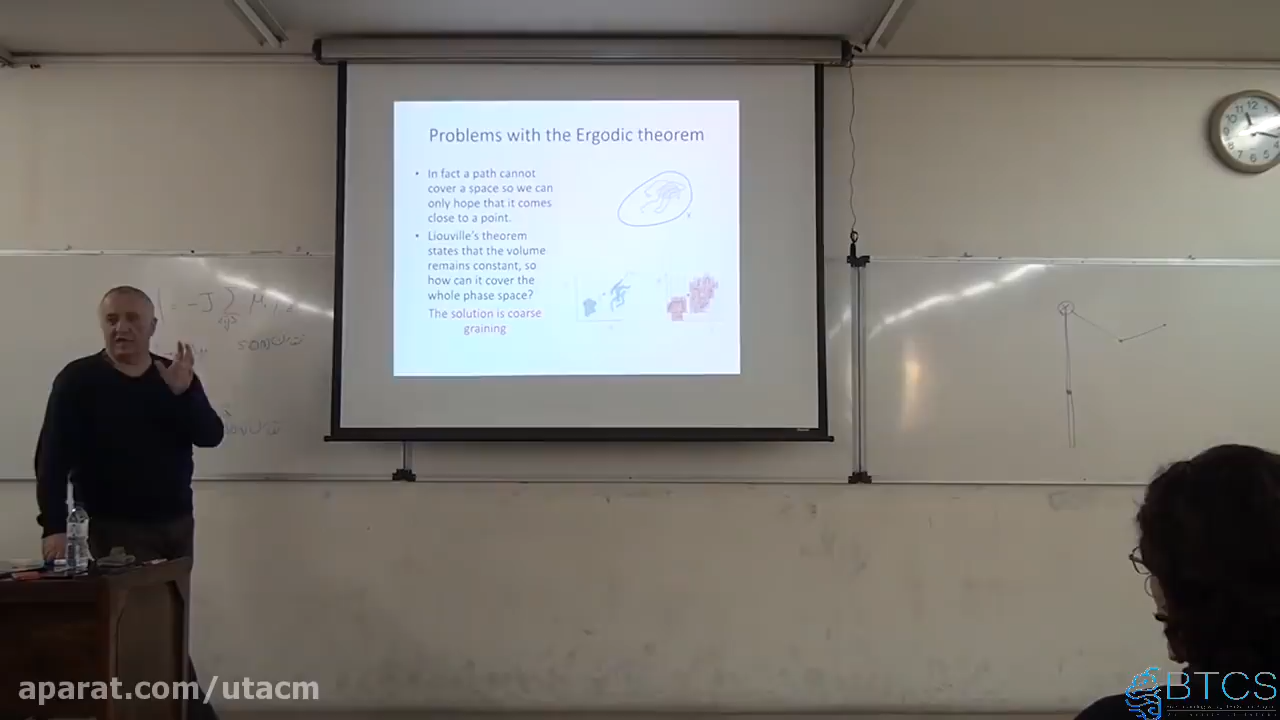 Problems with the Ergodic theorem
• In fact a path cannot
cover a space so we can
only hope that it comes
close to a point.
• Liouville's theorem
states that the volume
remains constant, so
how can it cover the
whole phase space?
The solution is coarse
graining
12
= -J Σ
aparat.com/utacm
BTCS